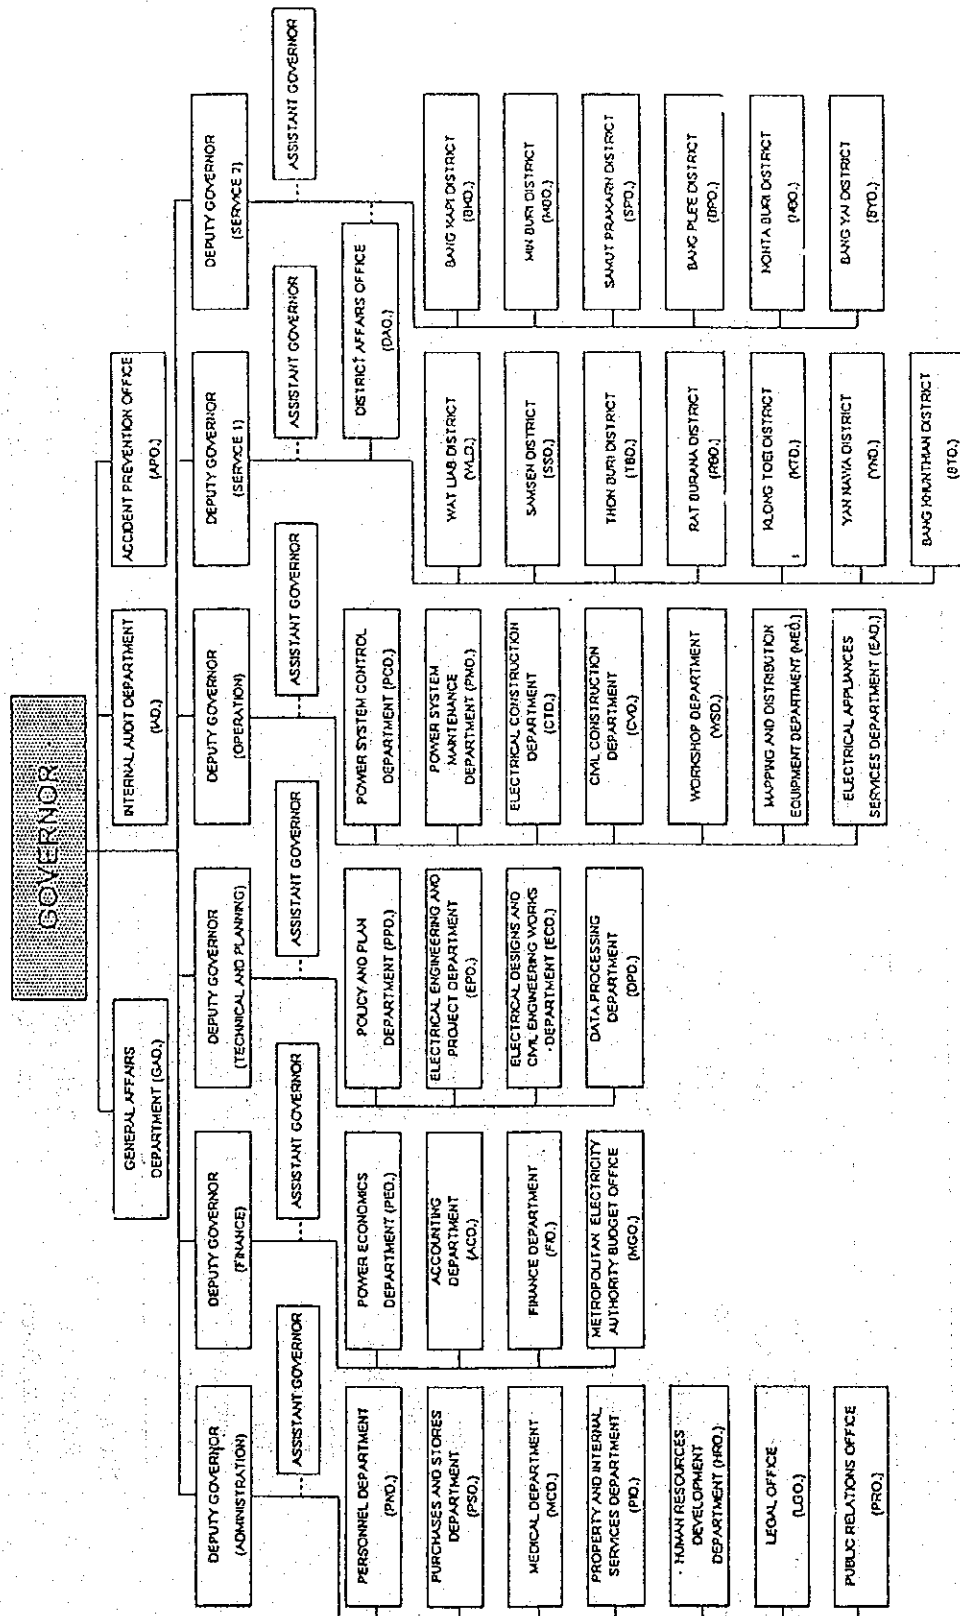 GOVERNOR
GENERAL AFFAIRS
DEPARTMENT (GAD.)
INTERNAL AUDIT DEPARTMENT
(IAD.)
ACCIDENT PREVENTION OFFICE
(APO.)
DEPUTY GOVERNOR
(ADMINISTRATION)
DEPUTY GOVERNOR
(FINANCE)
DEPUTY GOVERNOR
(TECHNICAL AND PLANNING)
DEPUTY GOVERNOR
(OPERATION)
DEPUTY GOVERNOR
(SERVICE 1)
DEPUTY GOVERNOR
(SERVICE 2)
ASSISTANT GOVERNOR
ASSISTANT GOVERNOR
ASSISTANT GOVERNOR
ASSISTANT GOVERNOR
ASSISTANT GOVERNOR
ASSISTANT GOVERNOR
DISTRICT AFFAIRS OFFICE
(DAO.)
PERSONNEL DEPARTMENT
(PND.)
PURCHASES AND STORES
DEPARTMENT
(PSD.)
MEDICAL DEPARTMENT
(MCD.)
PROPERTY AND INTERNAL
SERVICES DEPARTMENT
(PID.)
HUMAN RESOURCES
DEVELOPMENT
DEPARTMENT (HRD.)
LEGAL OFFICE
(LGO.)
PUBLIC RELATIONS OFFICE
(PRO.)
POWER ECONOMICS
DEPARTMENT (PED.)
ACCOUNTING
DEPARTMENT
(ACD.)
FINANCE DEPARTMENT
(FID.)
METROPOLITAN ELECTRICITY
AUTHORITY BUDGET OFFICE
(MGO.)
POLICY AND PLAN
DEPARTMENT (PPD.)
ELECTRICAL ENGINEERING AND
PROJECT DEPARTMENT
(EPD.)
ELECTRICAL DESIGNS AND
CIVIL ENGINEERING WORKS
DEPARTMENT (ECD.)
DATA PROCESSING
DEPARTMENT
(DPD.)
POWER SYSTEM CONTROL
DEPARTMENT (PCD.)
POWER SYSTEM
MAINTENANCE
DEPARTMENT (PMD.)
ELECTRICAL CONSTRUCTION
DEPARTMENT
(CTD.)
CIVIL CONSTRUCTION
DEPARTMENT
(CVD.)
WORKSHOP DEPARTMENT
(WSD.)
MAPPING AND DISTRIBUTION
EQUIPMENT DEPARTMENT (MED.)
ELECTRICAL APPLIANCES
SERVICES DEPARTMENT (EAD.)
WAT LIAB DISTRICT
(WLD.)
SAMSEN DISTRICT
(SSD.)
THON BURI DISTRICT
(TBD.)
RAT BURANA DISTRICT
(RBD.)
KLONG TOEI DISTRICT
(KTD.)
YAN NAWA DISTRICT
(YND.)
BANG KHUNTHIAN DISTRICT
(BTD.)
BANG KAPI DISTRICT
(BKD.)
MIN BURI DISTRICT
(MBD.)
SAMUT PRAKARN DISTRICT
(SPD.)
BANG PLEE DISTRICT
(BPD.)
NONTA BURI DISTRICT
(NBD.)
BANG YAI DISTRICT
(BYD.)